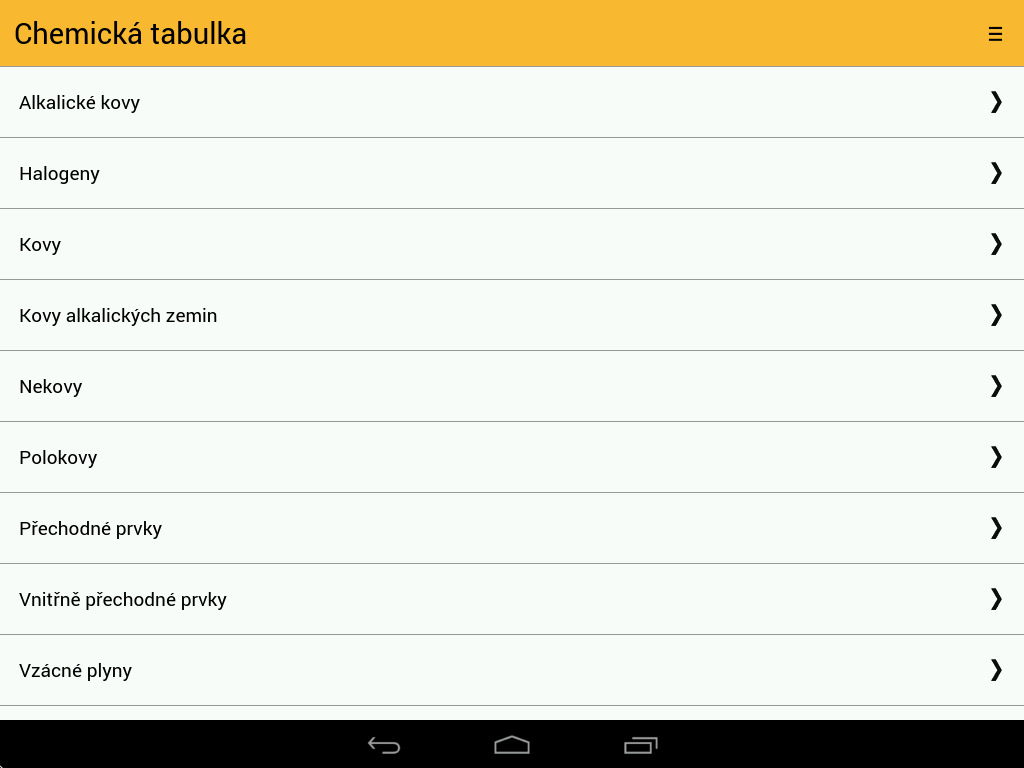 Chemická tabulka
Alkalické kovy
Halogeny
Kovy
Kovy alkalických zemin
Nekovy
Polokovy
Přechodné prvky
Vnitřně přechodné prvky
Vzácné plyny